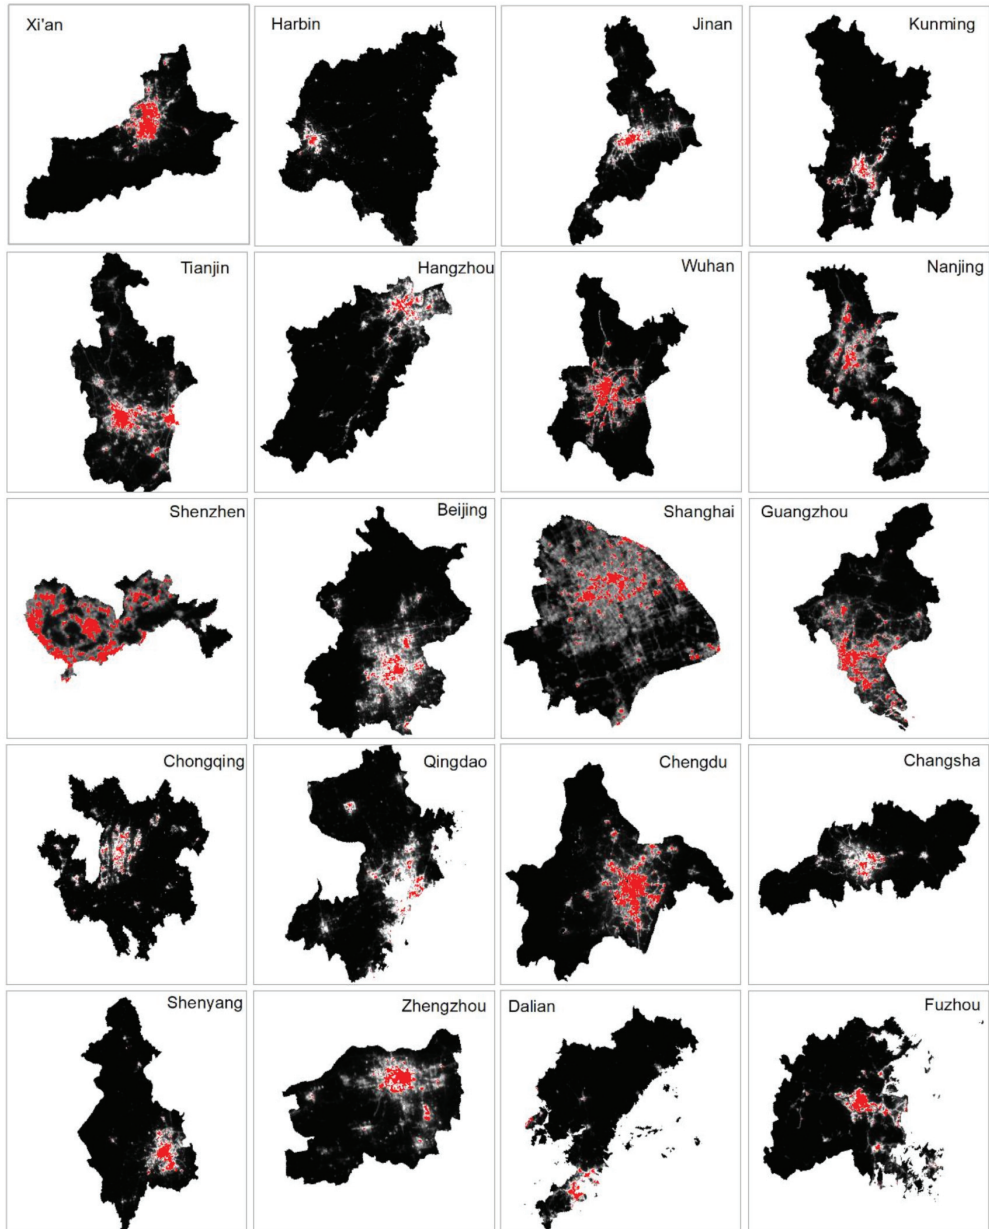 Xi'an
Harbin
Jinan
Kunming
Tianjin
Hangzhou
Wuhan
Nanjing
Shenzhen
Beijing
Shanghai
Guangzhou
Chongqing
Qingdao
Chengdu
Changsha
Shenyang
Zhengzhou
Dalian
Fuzhou